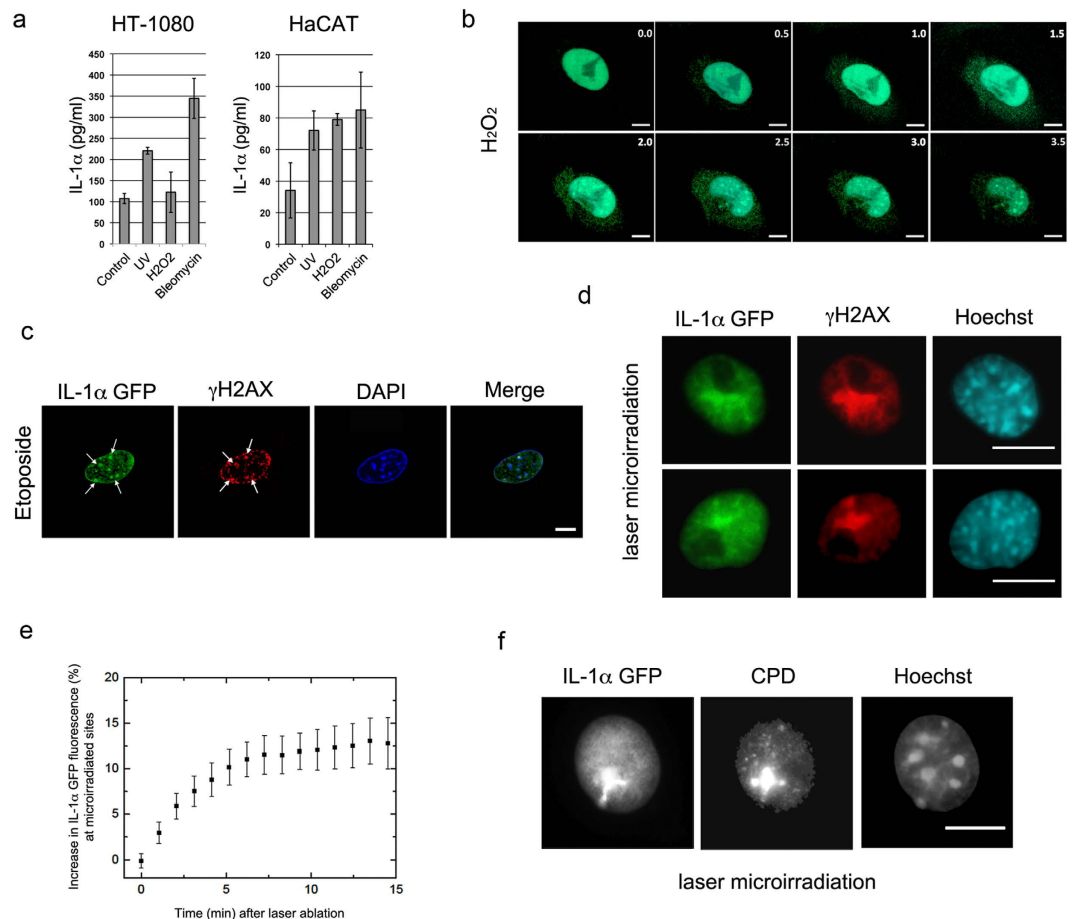 a
HT-1080
HaCAT
IL-1α (pg/ml)
450
400
350
300
250
200
150
100
50
0
Control
UV
H2O2
Bleomycin
IL-1α (pg/ml)
120
100
80
60
40
20
0
Control
UV
H2O2
Bleomycin
b
H₂O₂
0.0
0.5
1.0
1.5
2.0
2.5
3.0
3.5
c
IL-1α GFP
γH2AX
DAPI
Merge
Etoposide
d
IL-1α GFP
γH2AX
Hoechst
laser microirradiation
e
Increase in IL-1α GFP fluorescence (%)
at microirradiated sites
20
15
10
5
0
0
5
10
15
Time (min) after laser ablation
f
IL-1α GFP
CPD
Hoechst
laser microirradiation